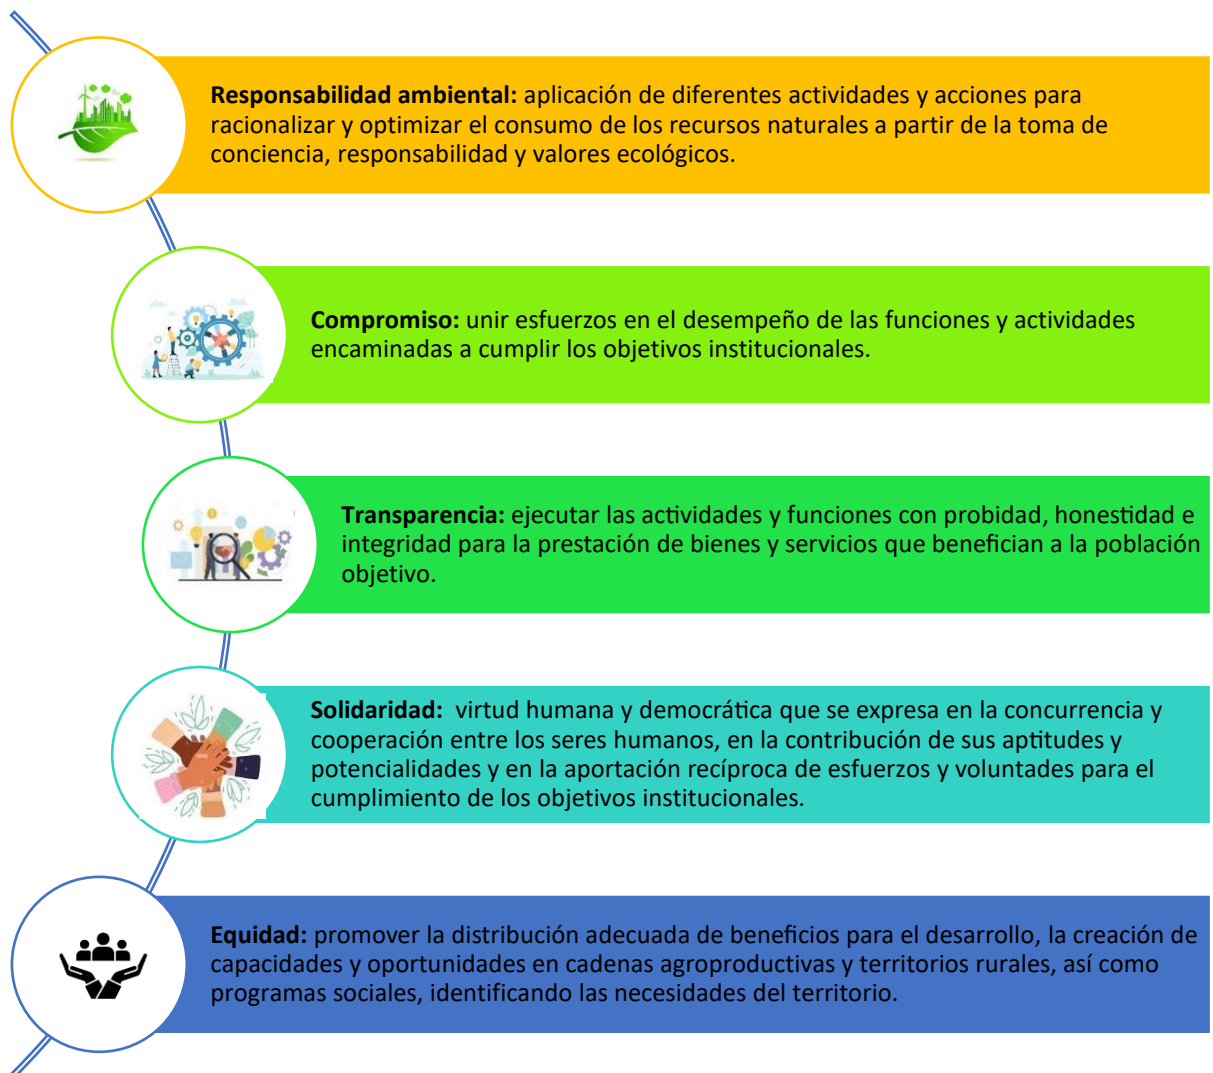 Responsabilidad ambiental: aplicación de diferentes actividades y acciones para
racionalizar y optimizar el consumo de los recursos naturales a partir de la toma de
conciencia, responsabilidad y valores ecológicos.
Compromiso: unir esfuerzos en el desempeño de las funciones y actividades
encaminadas a cumplir los objetivos institucionales.
Transparencia: ejecutar las actividades y funciones con probidad, honestidad e
integridad para la prestación de bienes y servicios que benefician a la población
objetivo.
Solidaridad: virtud humana y democrática que se expresa en la concurrencia y
cooperación entre los seres humanos, en la contribución de sus aptitudes y
potencialidades y en la aportación recíproca de esfuerzos y voluntades para el
cumplimiento de los objetivos institucionales.
Equidad: promover la distribución adecuada de beneficios para el desarrollo, la creación de
capacidades y oportunidades en cadenas agroproductivas y territorios rurales, así como
programas sociales, identificando las necesidades del territorio.